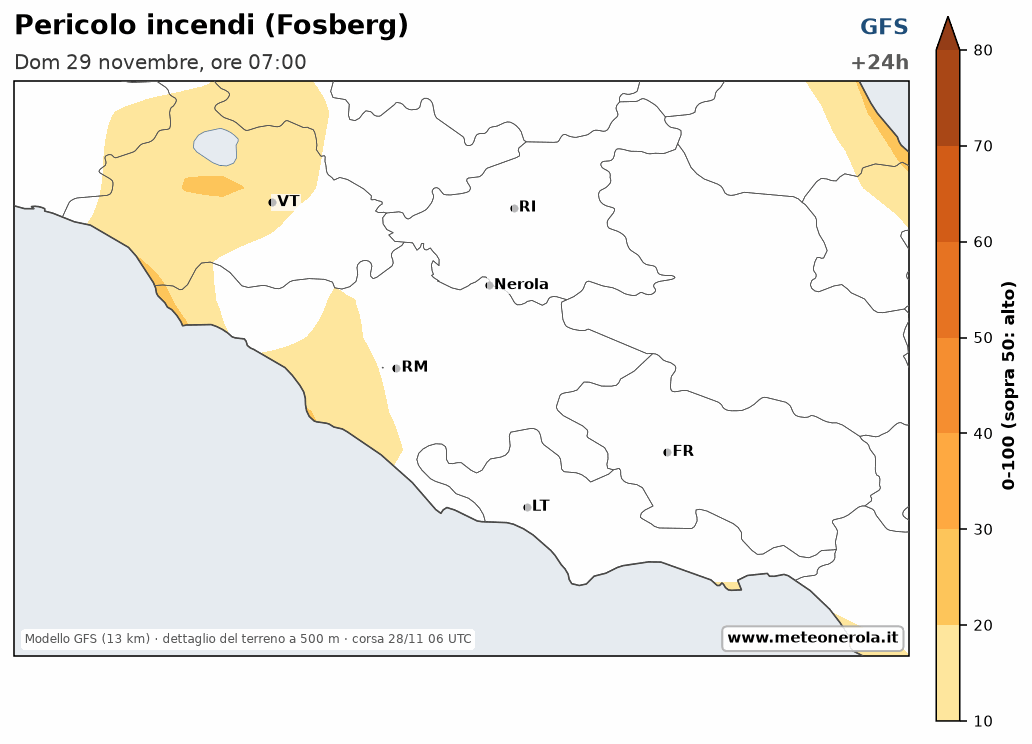 Pericolo incendi (Fosberg)
GFS
Dom 29 novembre, ore 07:00
+24h
80
70
60
50
40
30
20
10
0-100 (sopra 50: alto)
VT
RI
Nerola
RM
FR
LT
Modello GFS (13 km) · dettaglio del terreno a 500 m · corsa 28/11 06 UTC
www.meteonerola.it